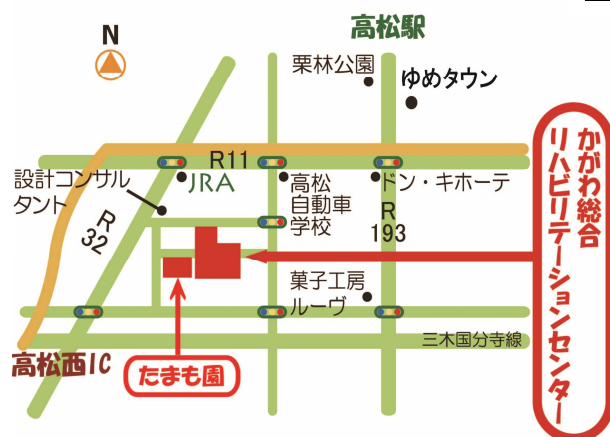 高松駅
N
栗林公園
ゆめタウン
R11
設計コンサル
タント
JRA
高松
自動車
学校
ドン・キホーテ
R
32
R
193
かがわ総合
リハビリテーションセンター
菓子工房
ルーヴ
三木国分寺線
高松西IC
たまも園